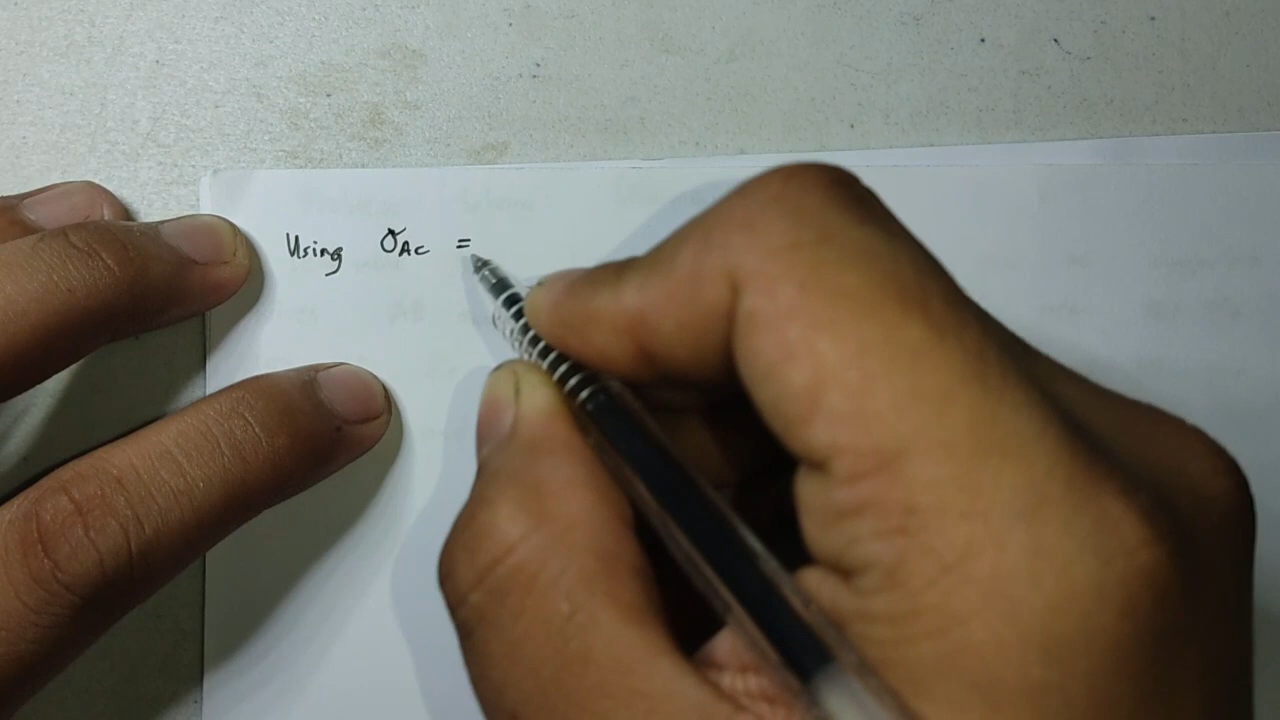 Using σAC =